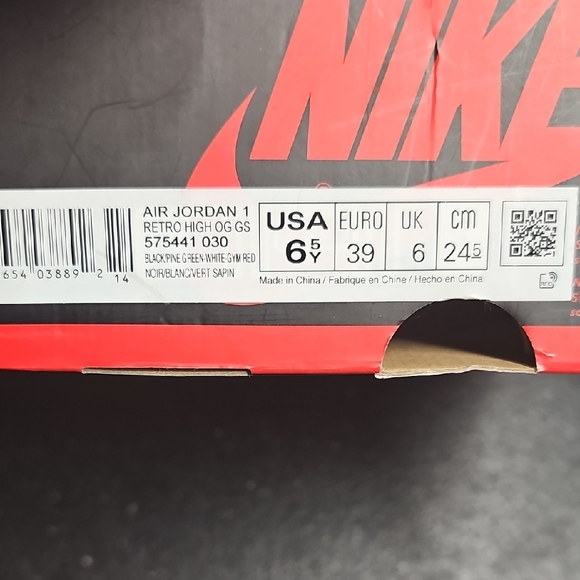 NIKE
AIR JORDAN 1
RETRO HIGH OG GS
575441 030
BLACK/PINE GREEN-WHITE-GYM RED
NOIR/BLANC/VERT SAPIN
USA EURO UK cm
6 5Y 39 6 24 5
Made in China / Fabriqué en Chine / Hecho en China
654 03889 2 14
RFID